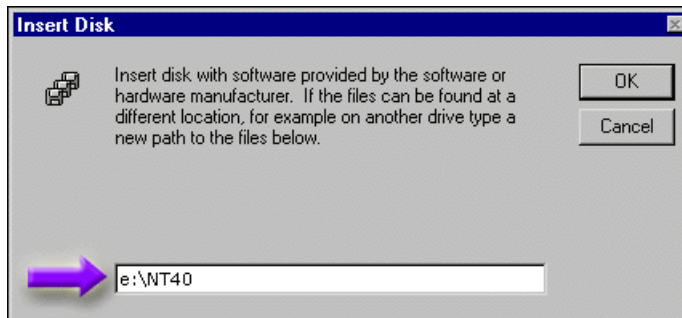 Insert Disk
Insert disk with software provided by the software or
hardware manufacturer. If the files can be found at a
different location, for example on another drive type a
new path to the files below.
OK
Cancel
e:\NT40